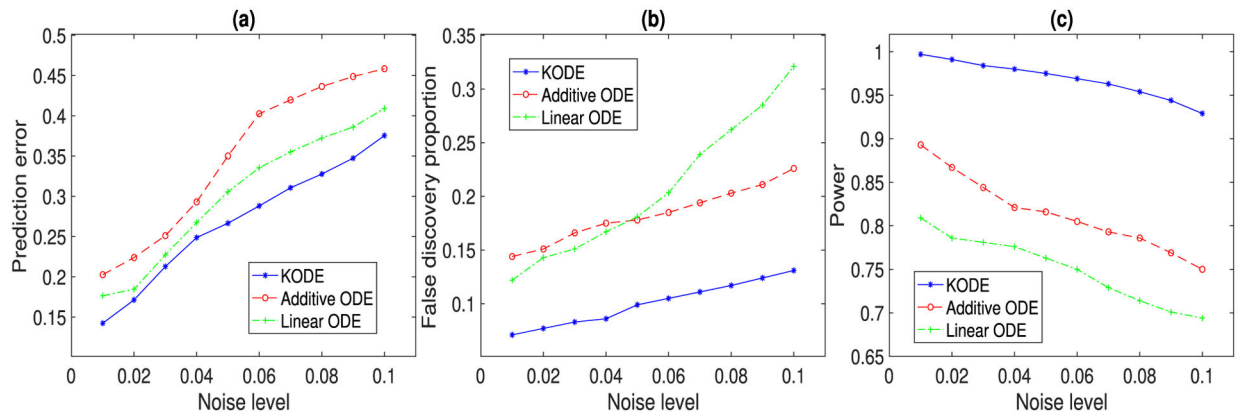 (a)
Prediction error
0.5
0.45
0.4
0.35
0.3
0.25
0.2
0.15
KODE
Additive ODE
Linear ODE
0
0.02
0.04
0.06
0.08
0.1
Noise level
(b)
False discovery proportion
0.35
0.3
0.25
0.2
0.15
0.1
KODE
Additive ODE
Linear ODE
0
0.02
0.04
0.06
0.08
0.1
Noise level
(c)
Power
1
0.95
0.9
0.85
0.8
0.75
0.7
0.65
KODE
Additive ODE
Linear ODE
0
0.02
0.04
0.06
0.08
0.1
Noise level